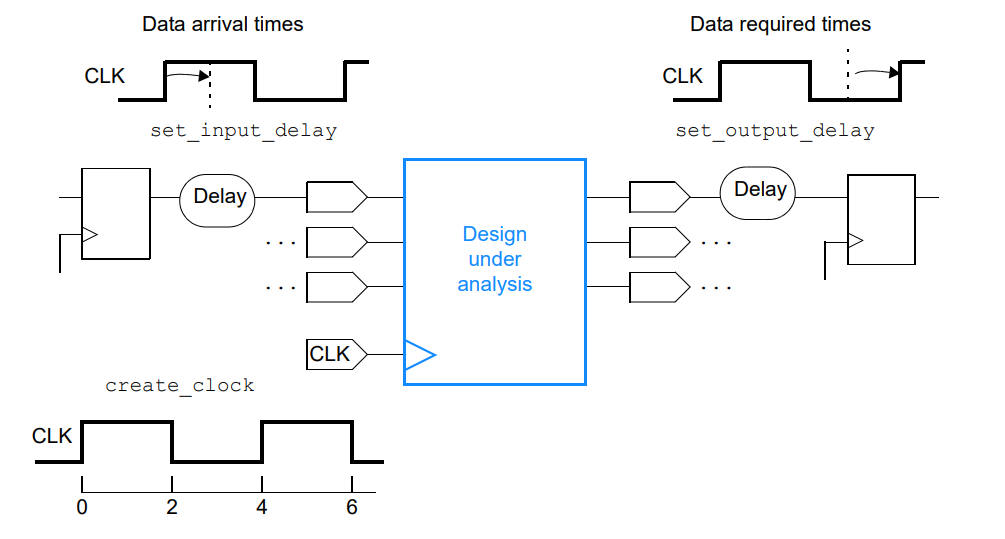 Data arrival times
Data required times
CLK
CLK
set_input_delay
set_output_delay
Delay
Delay
...
...
...
...
Design
under
analysis
CLK
create_clock
CLK
0 2 4 6